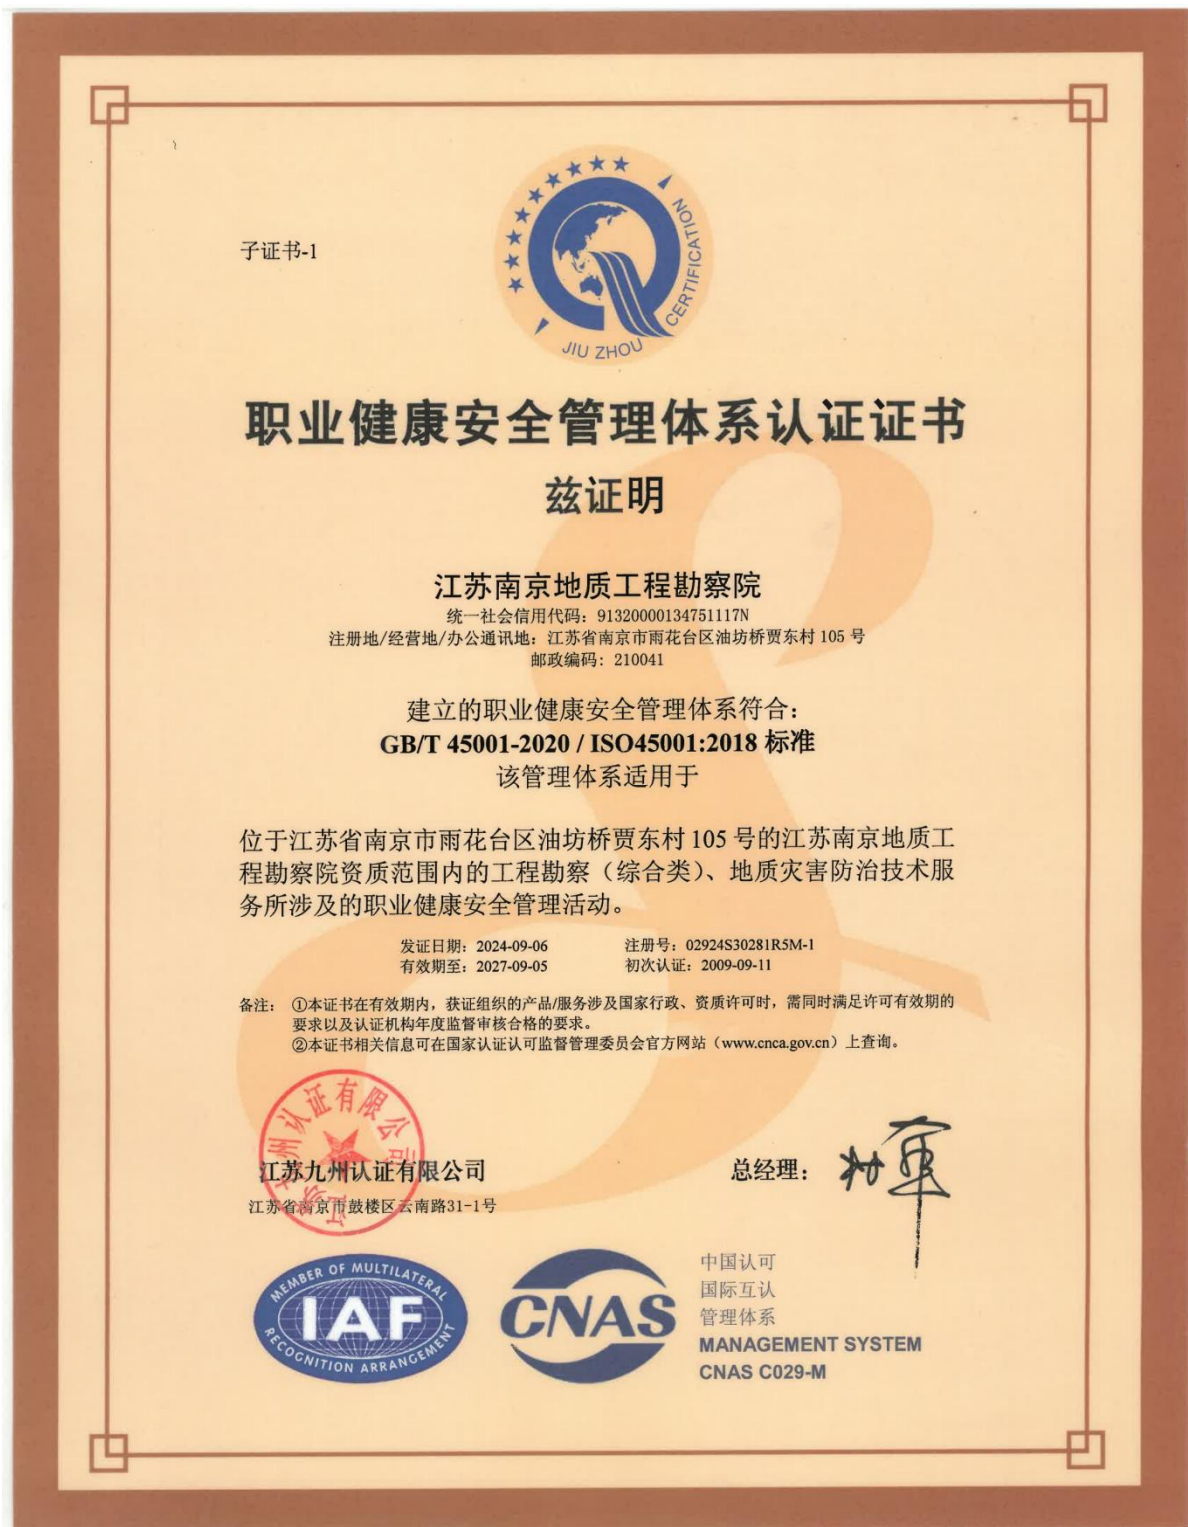 子证书-1
JIU ZHOU CERTIFICATION
职业健康安全管理体系认证证书
兹证明
江苏南京地质工程勘察院
统一社会信用代码：91320000134751117N
注册地/经营地/办公通讯地：江苏省南京市雨花台区油坊桥贾东村 105 号
邮政编码：210041
建立的职业健康安全管理体系符合：
GB/T 45001-2020 / ISO45001:2018 标准
该管理体系适用于
位于江苏省南京市雨花台区油坊桥贾东村 105 号的江苏南京地质工
程勘察院资质范围内的工程勘察（综合类）、地质灾害防治技术服
务所涉及的职业健康安全管理活动。
发证日期：2024-09-06 注册号：02924S30281R5M-1
有效期至：2027-09-05 初次认证：2009-09-11
备注： ①本证书在有效期内，获证组织的产品/服务涉及国家行政、资质许可时，需同时满足许可有效期的
要求以及认证机构年度监督审核合格的要求。
②本证书相关信息可在国家认证认可监督管理委员会官方网站（www.cnca.gov.cn）上查询。
江苏九州认证有限公司
江苏九州认证有限公司 总经理：
江苏省南京市鼓楼区云南路31-1号
MEMBER OF MULTILATERAL
IAF
RECOGNITION ARRANGEMENT
CNAS
中国认可
国际互认
管理体系
MANAGEMENT SYSTEM
CNAS C029-M